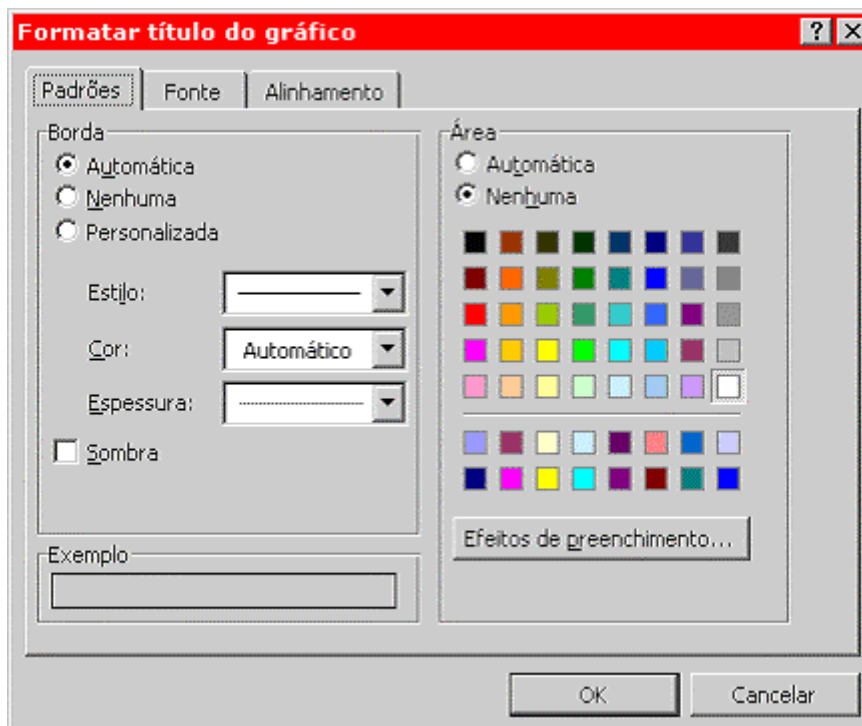 Formatar título do gráfico
Padrões Fonte Alinhamento
Borda
Automática
Nenhuma
Personalizada
Estilo:
Cor: Automático
Espessura:
Sombra
Exemplo
Área
Automática
Nenhuma
Efeitos de preenchimento...
OK Cancelar